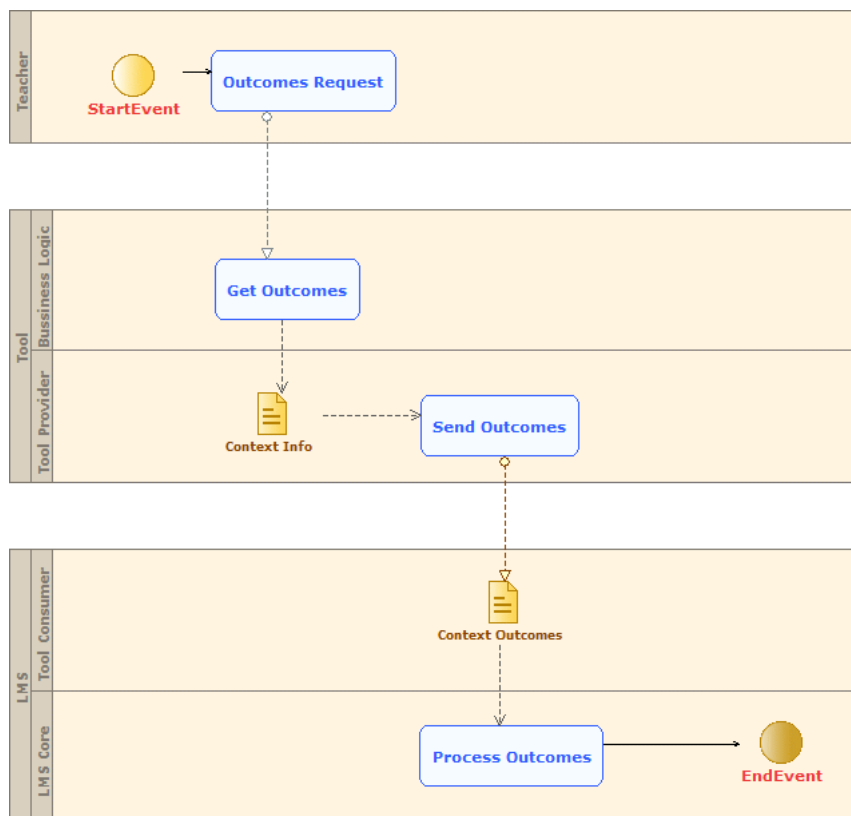 Teacher
StartEvent
Outcomes Request
Tool
Bussiness Logic
Get Outcomes
Tool Provider
Context Info
Send Outcomes
LMS
Tool Consumer
Context Outcomes
LMS Core
Process Outcomes
EndEvent